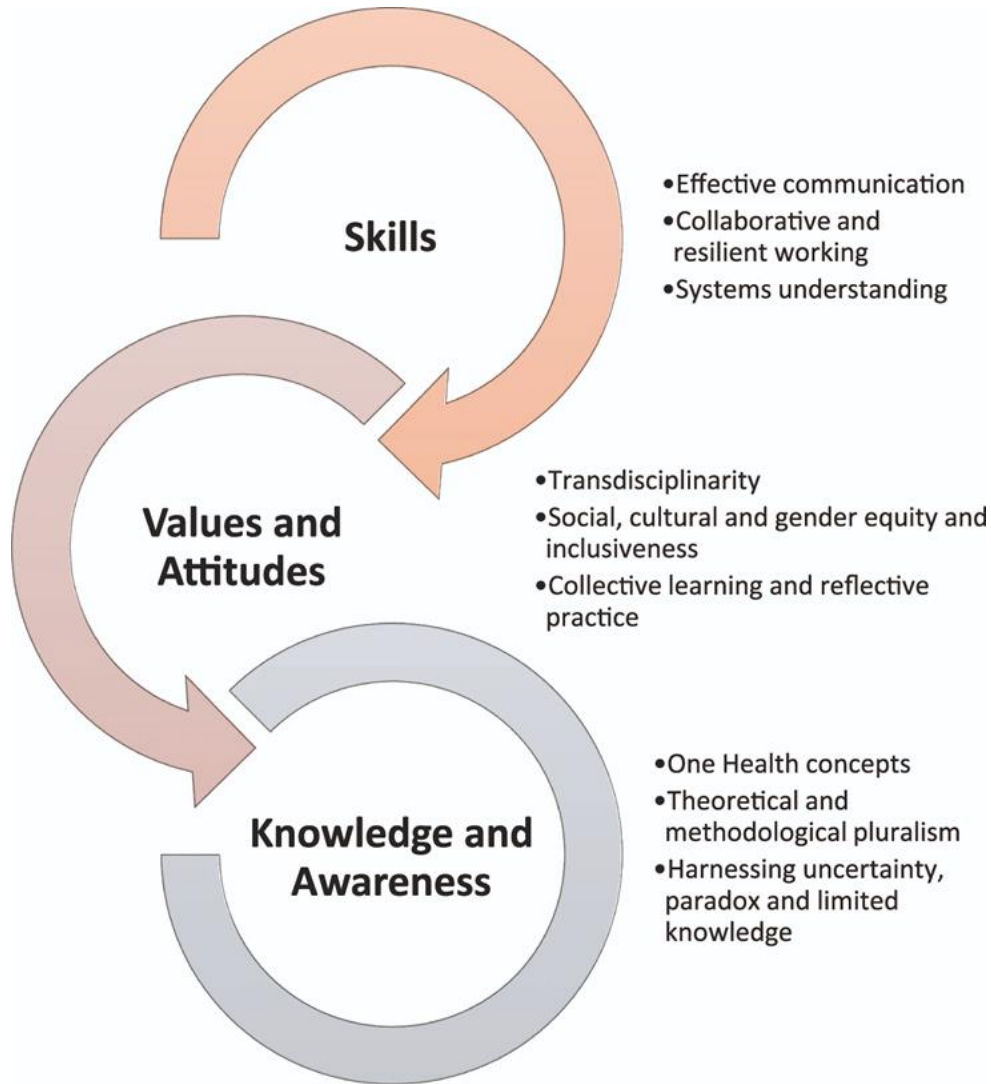 Skills
•Effective communication
•Collaborative and
resilient working
•Systems understanding
Values and
Attitudes
•Transdisciplinarity
•Social, cultural and gender equity and
inclusiveness
•Collective learning and reflective
practice
Knowledge and
Awareness
•One Health concepts
•Theoretical and
methodological pluralism
•Harnessing uncertainty,
paradox and limited
knowledge